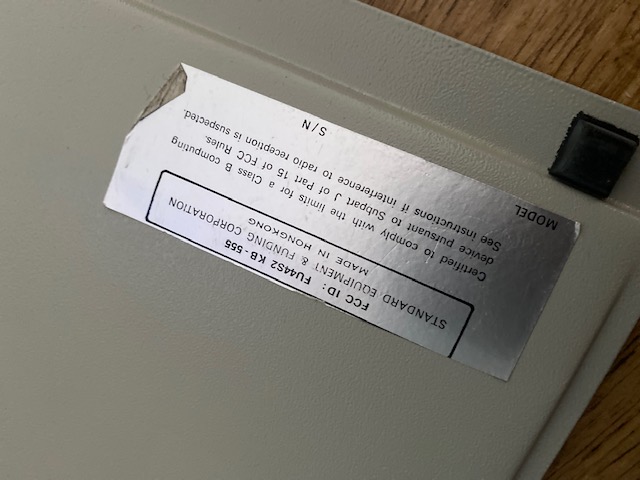 FCC ID: FU44S2 KB-555
STANDARD EQUIPMENT & FUNDING CORPORATION
MADE IN HONGKONG
Certified to comply with the limits for a Class B computing
device pursuant to Subpart J of Part 15 of FCC Rules.
See instructions if interference to radio reception is suspected.
MODEL S/N